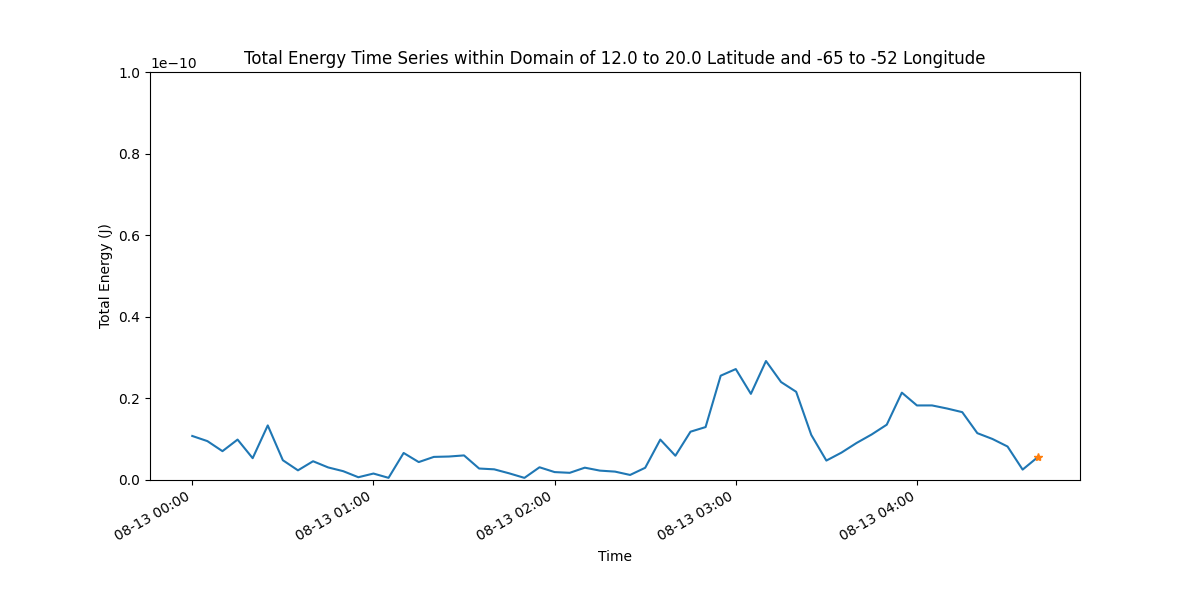 Total Energy Time Series within Domain of 12.0 to 20.0 Latitude and -65 to -52 Longitude
1e−10
1.0
0.8
0.6
0.4
0.2
0.0
Total Energy (J)
08-13 00:00
08-13 01:00
08-13 02:00
08-13 03:00
08-13 04:00
Time